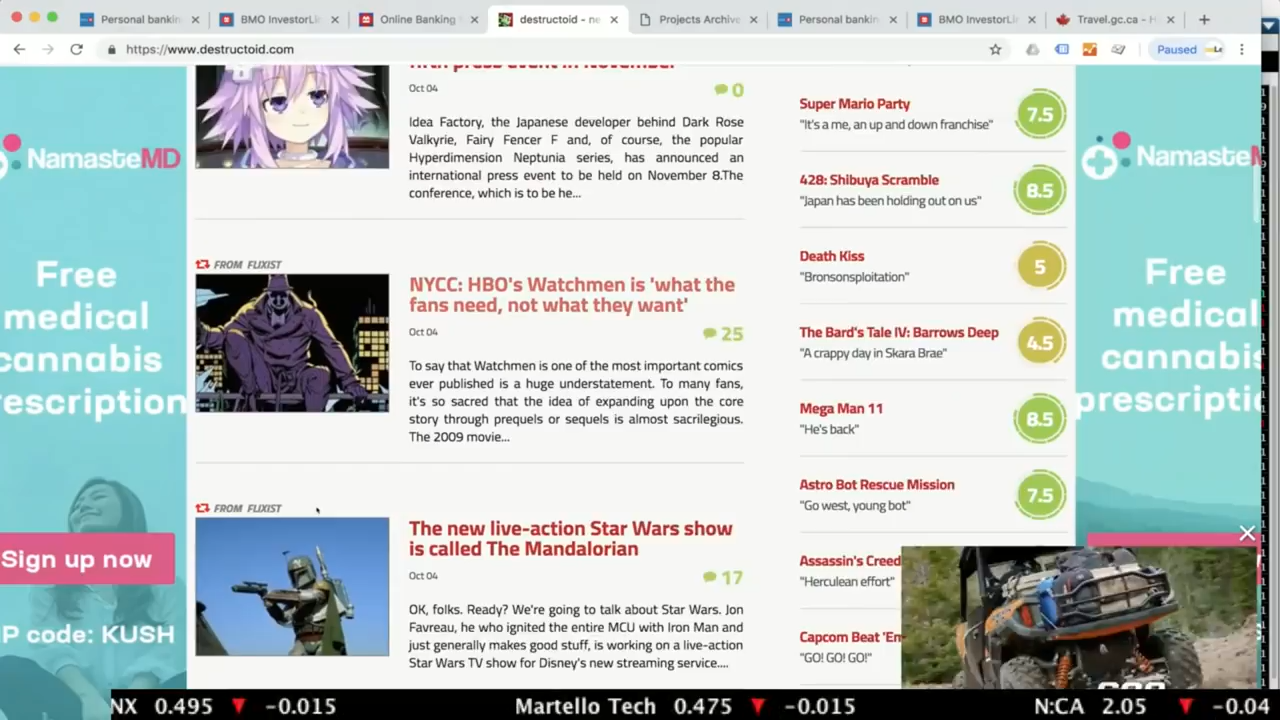 Personal bankin
BMO InvestorLi
Online Banking
destructoid - ne
Projects Archive
Personal bankin
BMO InvestorLi
Travel.gc.ca - H
https://www.destructoid.com
Paused
press event in November
Oct 04
0
Idea Factory, the Japanese developer behind Dark Rose
Valkyrie, Fairy Fencer F and, of course, the popular
Hyperdimension Neptunia series, has announced an
international press event to be held on November 8.The
conference, which is to be he...
FROM FLIXIST
NYCC: HBO's Watchmen is 'what the
fans need, not what they want'
Oct 04
25
To say that Watchmen is one of the most important comics
ever published is a huge understatement. To many fans,
it's so sacred that the idea of expanding upon the core
story through prequels or sequels is almost sacrilegious.
The 2009 movie...
FROM FLIXIST
The new live-action Star Wars show
is called The Mandalorian
Oct 04
17
OK, folks. Ready? We're going to talk about Star Wars. Jon
Favreau, he who ignited the entire MCU with Iron Man and
just generally makes good stuff, is working on a live-action
Star Wars TV show for Disney's new streaming service....
Super Mario Party
"It's a me, an up and down franchise"
7.5
428: Shibuya Scramble
"Japan has been holding out on us"
8.5
Death Kiss
"Bronsonsploitation"
5
The Bard's Tale IV: Barrows Deep
"A crappy day in Skara Brae"
4.5
Mega Man 11
"He's back"
8.5
Astro Bot Rescue Mission
"Go west, young bot"
7.5
Assassin's Creed
"Herculean effort"
Capcom Beat 'Em
"GO! GO! GO!"
NamasteMD
Free
medical
cannabis
rescription
Sign up now
P code: KUSH
NamasteM
Free
medical
cannabis
prescripti
NX 0.495 ▼ -0.015 Martello Tech 0.475 ▼ -0.015 N:CA 2.05 ▼ -0.04